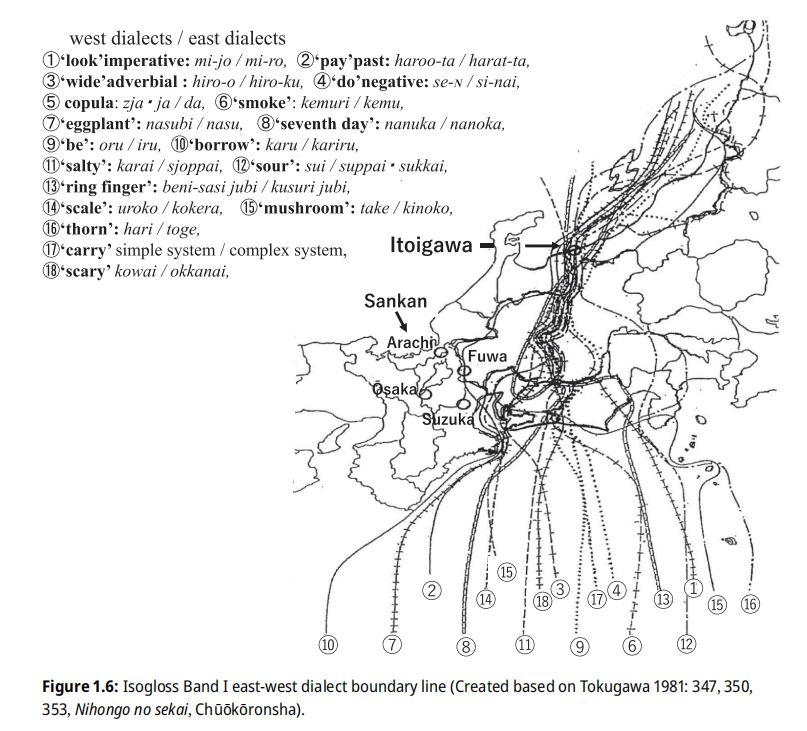 west dialects / east dialects
①‘look’imperative: mi-jo / mi-ro, ②‘pay’past: haroo-ta / harat-ta,
③‘wide’adverbial : hiro-o / hiro-ku, ④‘do’negative: se-ɴ / si-nai,
⑤ copula: zja・ja / da, ⑥‘smoke’: kemuri / kemu,
⑦‘eggplant’: nasubi / nasu, ⑧‘seventh day’: nanuka / nanoka,
⑨‘be’: oru / iru, ⑩‘borrow’: karu / kariru,
⑪‘salty’: karai / sjoppai, ⑫‘sour’: sui / suppai・sukkai,
⑬‘ring finger’: beni-sasi jubi / kusuri jubi,
⑭‘scale’: uroko / kokera, ⑮‘mushroom’: take / kinoko,
⑯‘thorn’: hari / toge,
⑰‘carry’ simple system / complex system,
⑱‘scary’ kowai / okkanai,
Itoigawa
Sankan
Arachi
Fuwa
Ōsaka
Suzuka
⑮
② ⑭ ⑱ ③ ⑰ ④ ⑬ ① ⑮ ⑯
⑩ ⑦ ⑧ ⑪ ⑨ ⑥ ⑫
Figure 1.6: Isogloss Band I east-west dialect boundary line (Created based on Tokugawa 1981: 347, 350,
353, Nihongo no sekai, Chūōkōronsha).